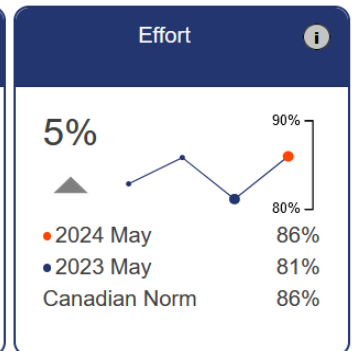 Effort i
5%
90%
80%
2024 May 86%
2023 May 81%
Canadian Norm 86%